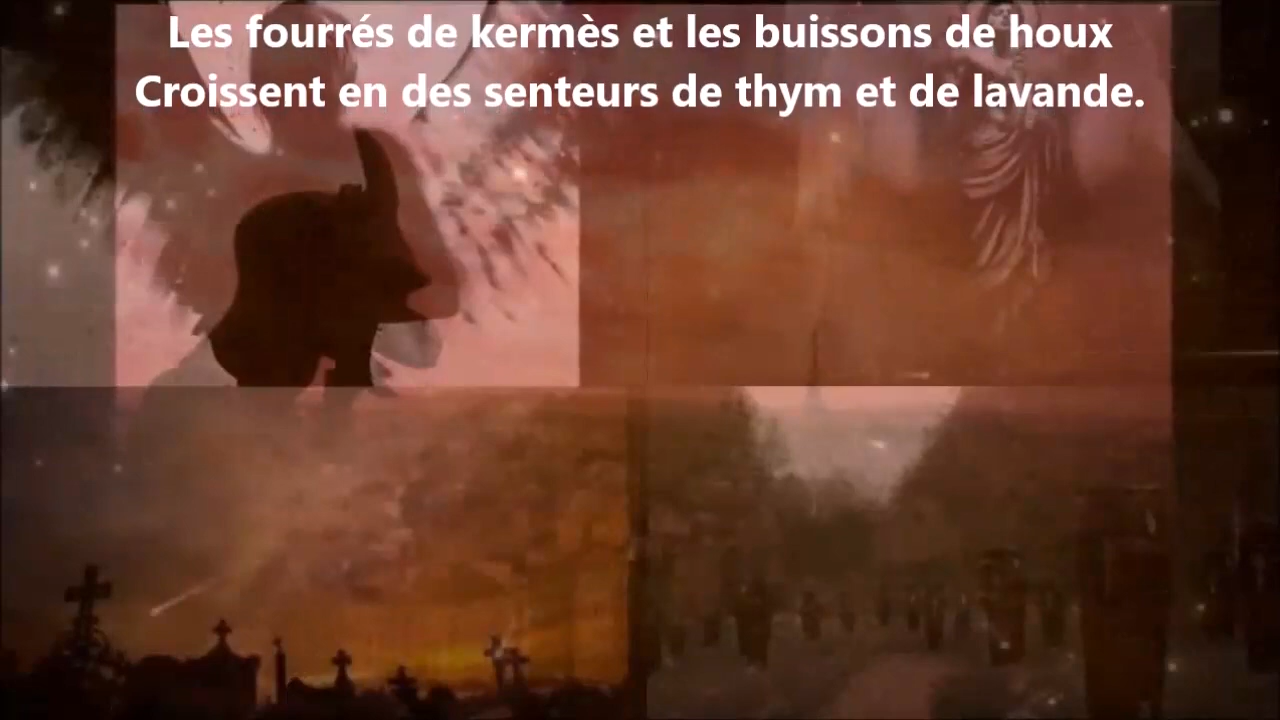 Les fourrés de kermès et les buissons de houx
Croissent en des senteurs de thym et de lavande.